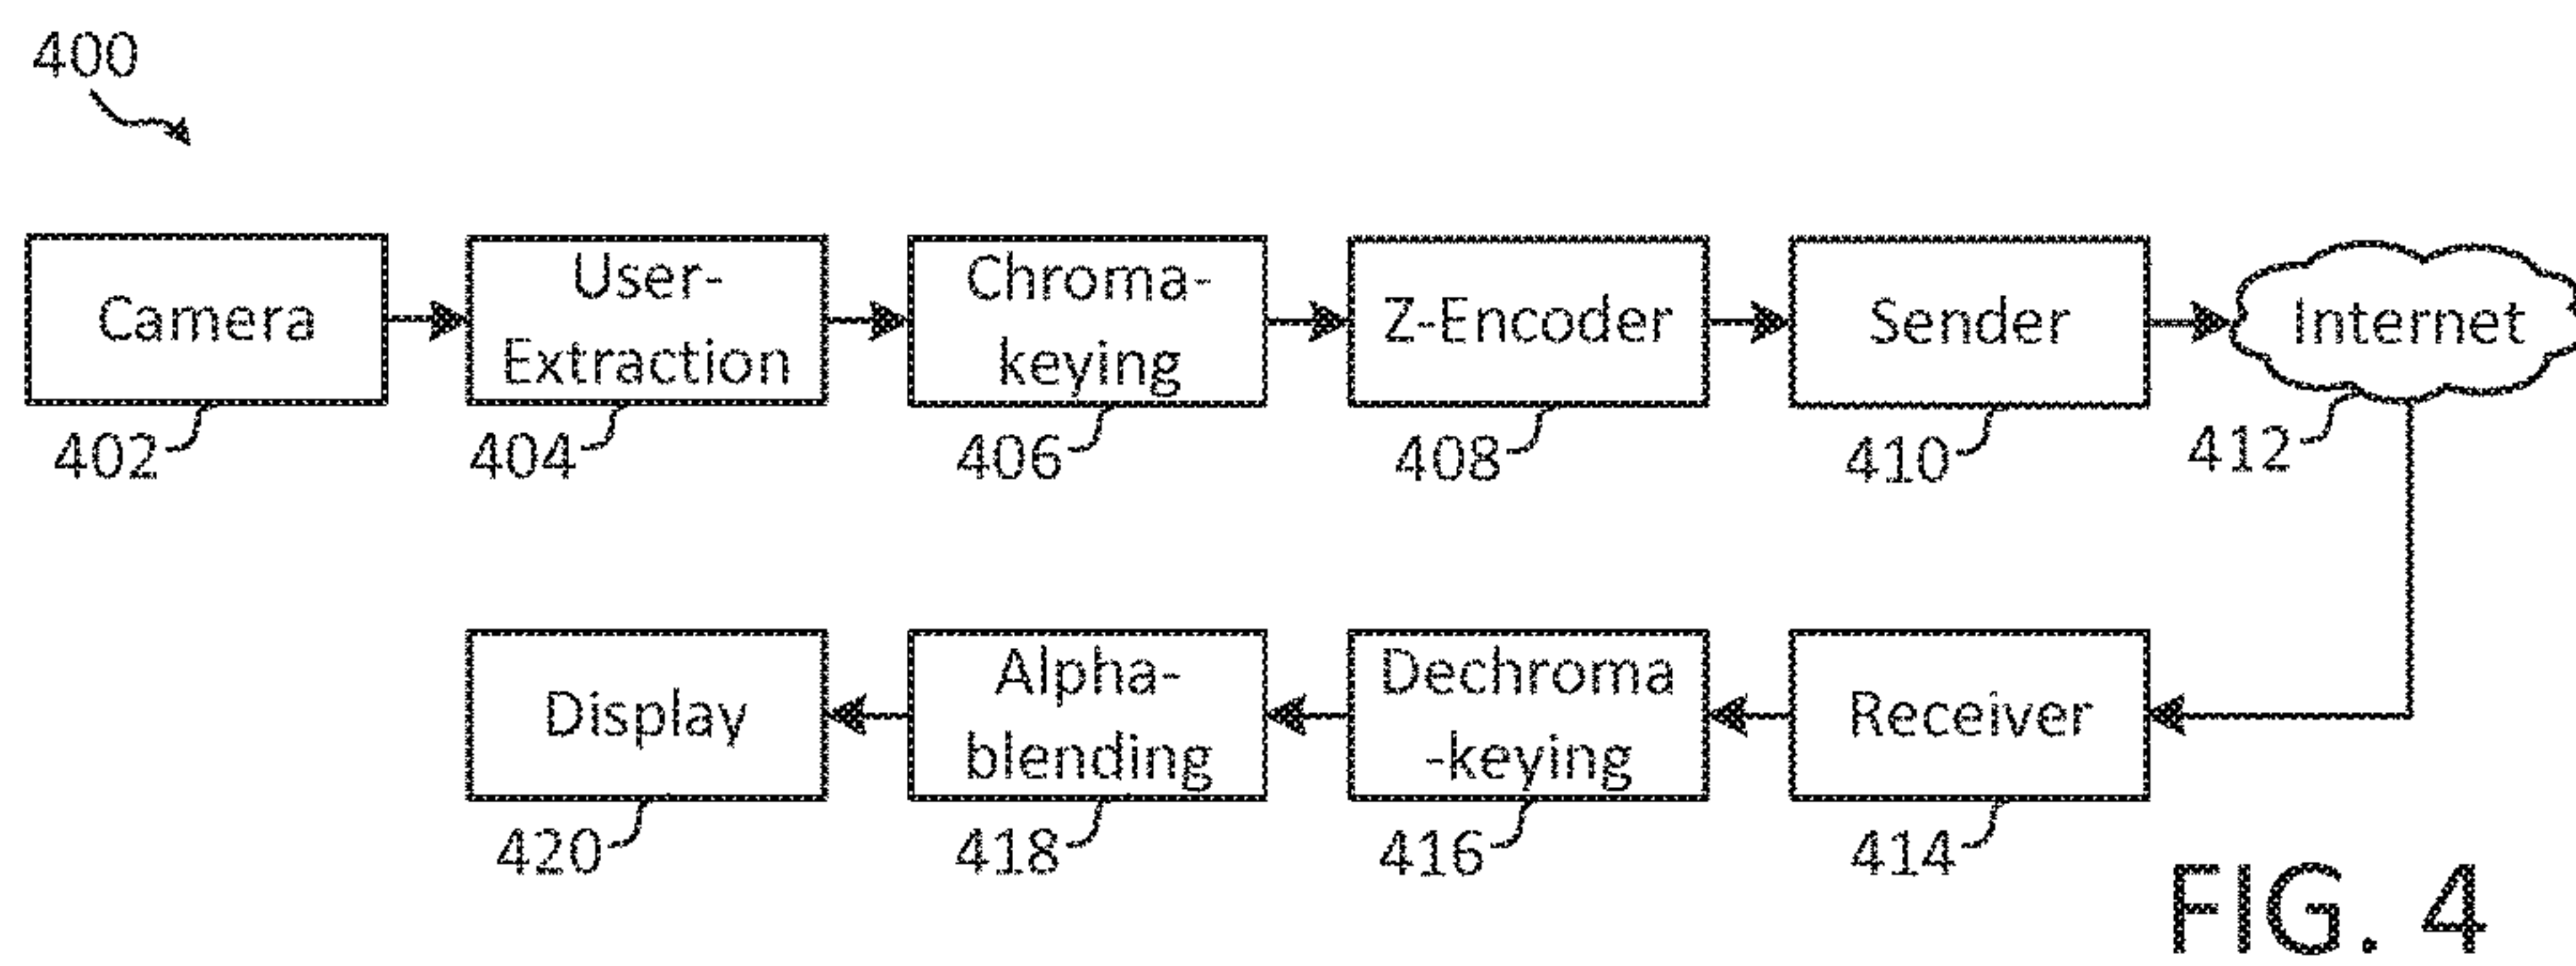 400
Camera
User-
Extraction
Chroma-
keying
Z-Encoder
Sender
Internet
402
404
406
408
410
412
Display
Alpha-
blending
Dechroma
-keying
Receiver
420
418
416
414
FIG. 4